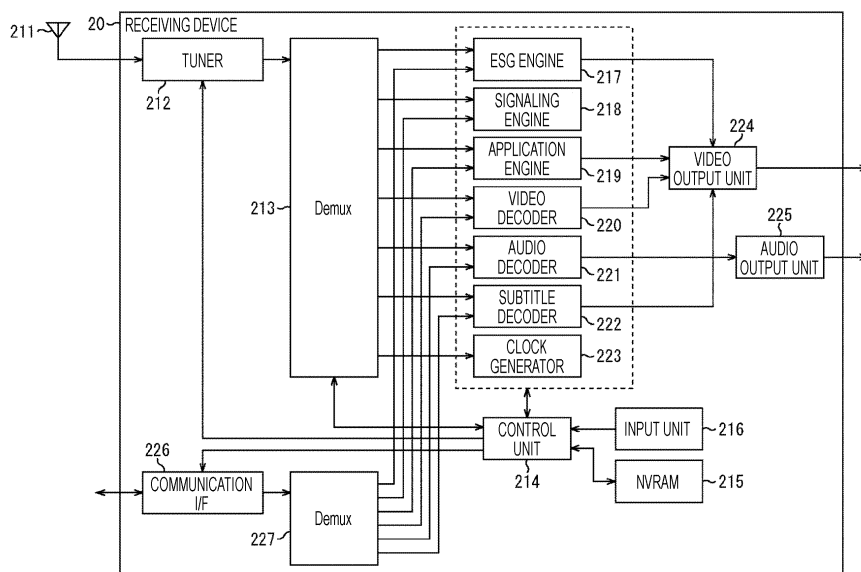 20
RECEIVING DEVICE
211
TUNER
212
213
Demux
ESG ENGINE
217
SIGNALING
ENGINE
218
APPLICATION
ENGINE
219
VIDEO
DECODER
220
AUDIO
DECODER
221
SUBTITLE
DECODER
222
CLOCK
GENERATOR
223
224
VIDEO
OUTPUT UNIT
225
AUDIO
OUTPUT UNIT
CONTROL
UNIT
214
INPUT UNIT
216
NVRAM
215
226
COMMUNICATION
I/F
Demux
227